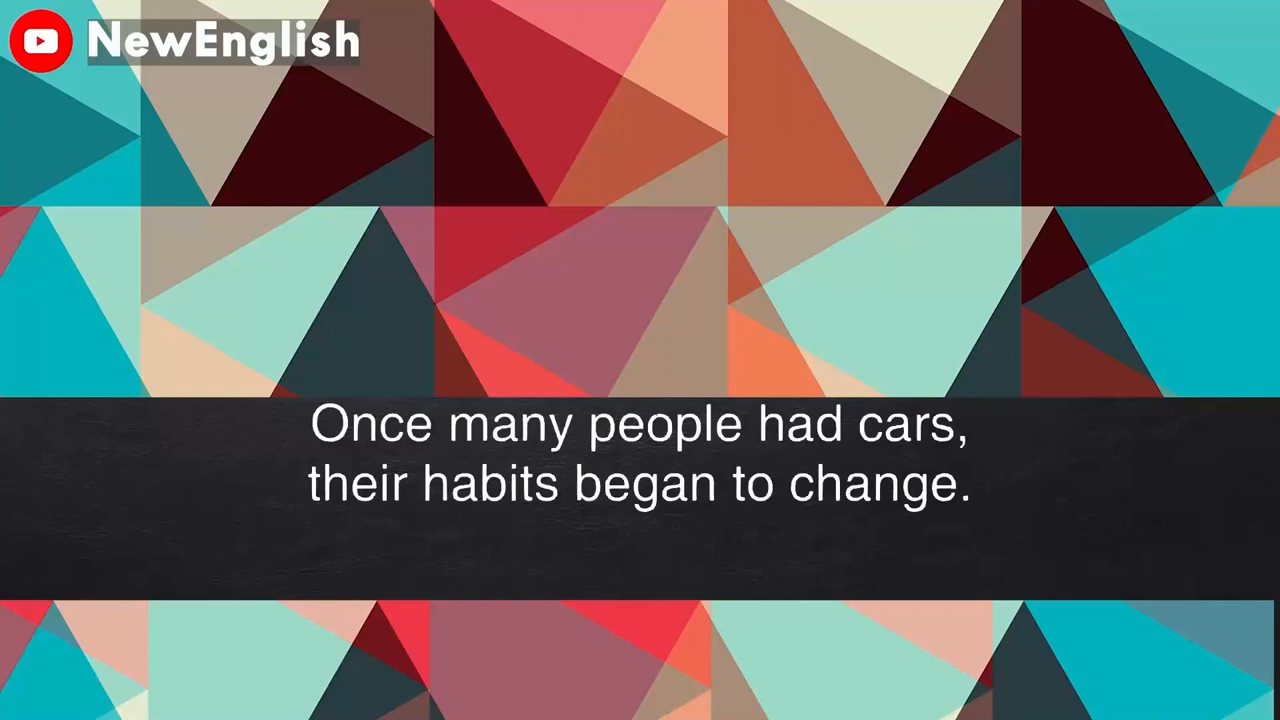 NewEnglish
Once many people had cars,
their habits began to change.